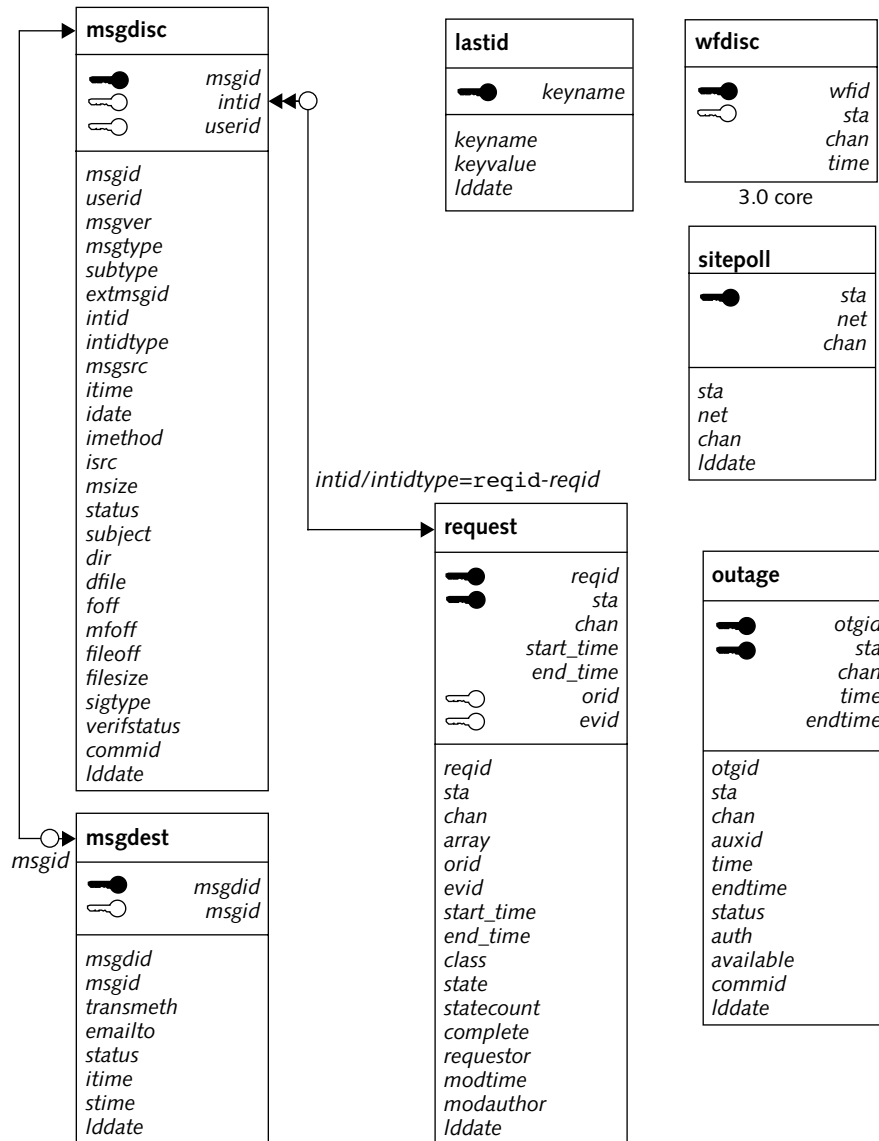 msgdisc
msgid
intid
userid
msgid
userid
msgver
msgtype
subtype
extmsgid
intid
intidtype
msgsrc
itime
idate
imethod
isrc
msize
status
subject
dir
dfile
foff
mfoff
fileoff
filesize
sigtype
verifstatus
commid
lddate
msgid
msgdest
msgdid
msgid
msgdid
msgid
transmeth
emailto
status
itime
stime
lddate
lastid
keyname
keyname
keyvalue
lddate
intid/intidtype=reqid-reqid
request
reqid
sta
chan
start_time
end_time
orid
evid
reqid
sta
chan
array
orid
evid
start_time
end_time
class
state
statecount
complete
requestor
modtime
modauthor
lddate
wfdisc
wfid
sta
chan
time
3.0 core
sitepoll
sta
net
chan
sta
net
chan
lddate
outage
otgid
sta
chan
time
endtime
otgid
sta
chan
auxid
time
endtime
status
auth
available
commid
lddate